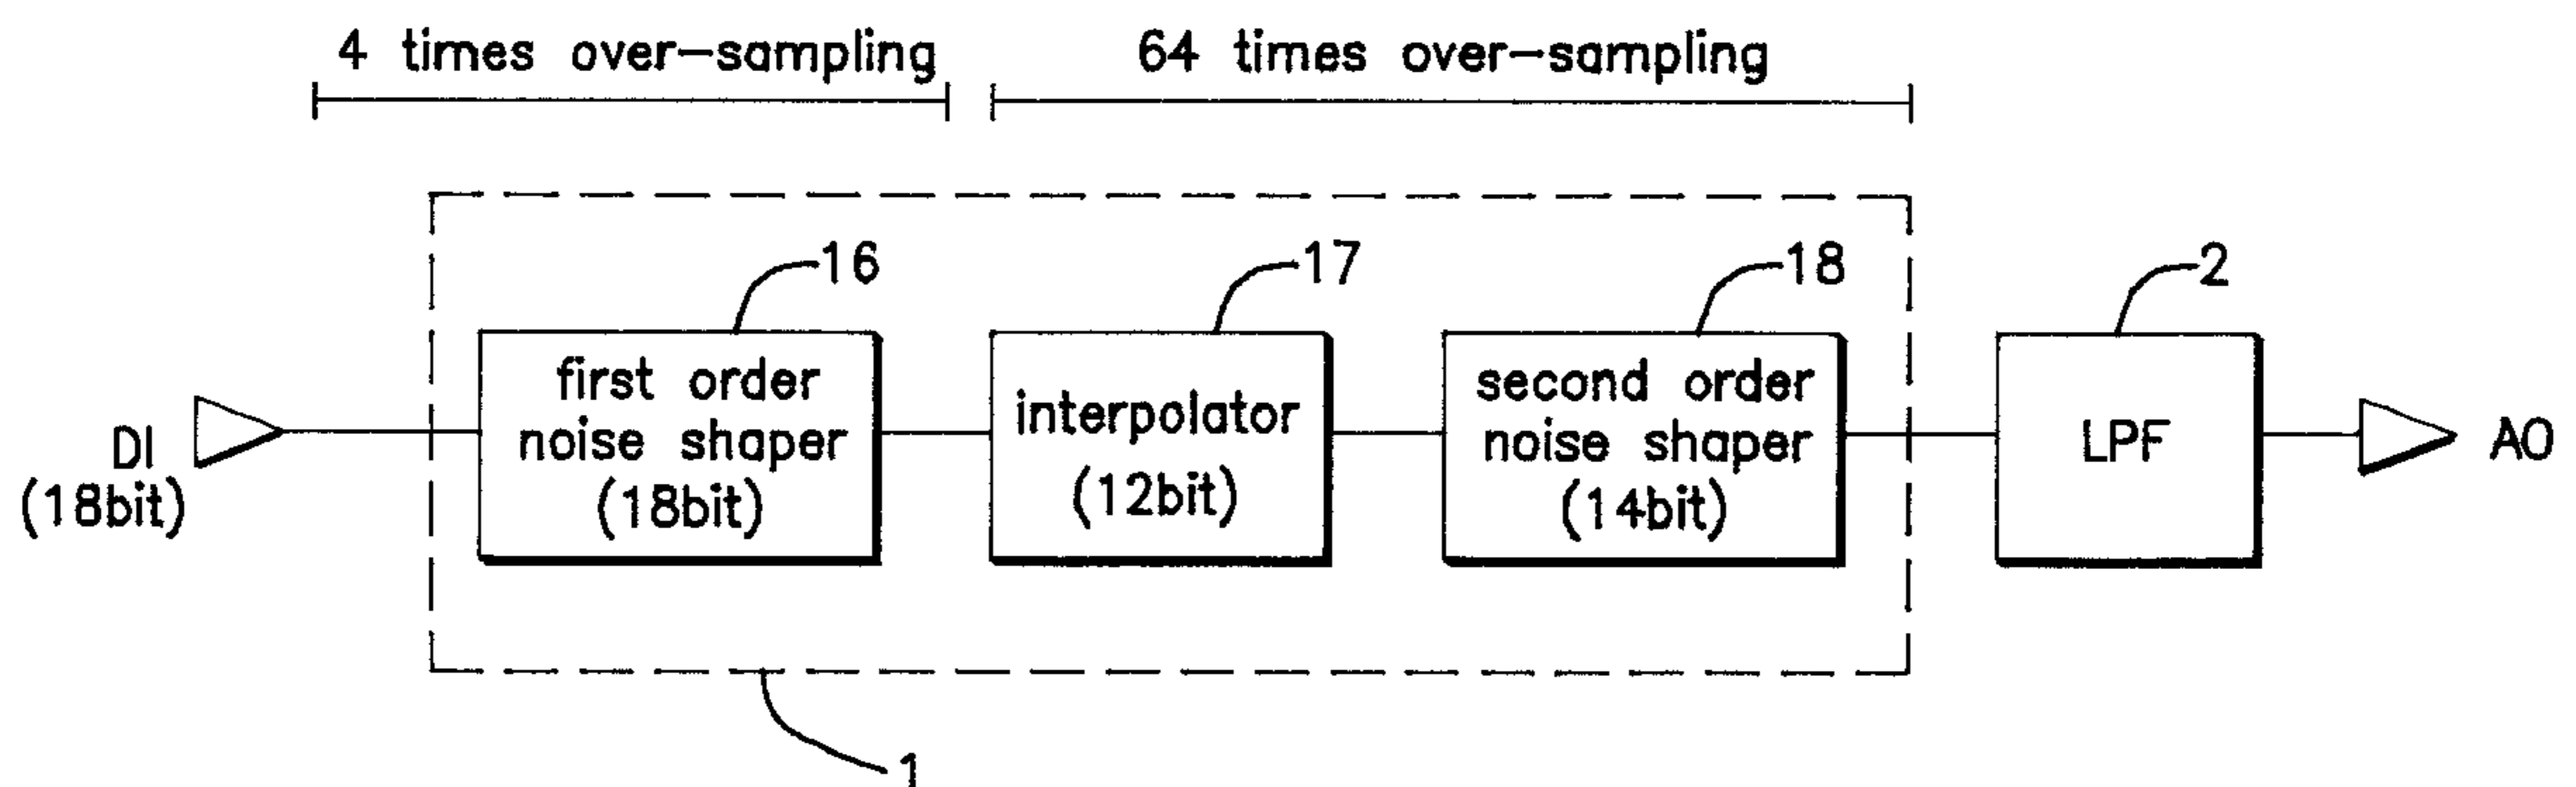 4 times over-sampling
64 times over-sampling
16
17
18
2
first order
noise shaper
(18bit)
interpolator
(12bit)
second order
noise shaper
(14bit)
LPF
DI
(18bit)
AO
1